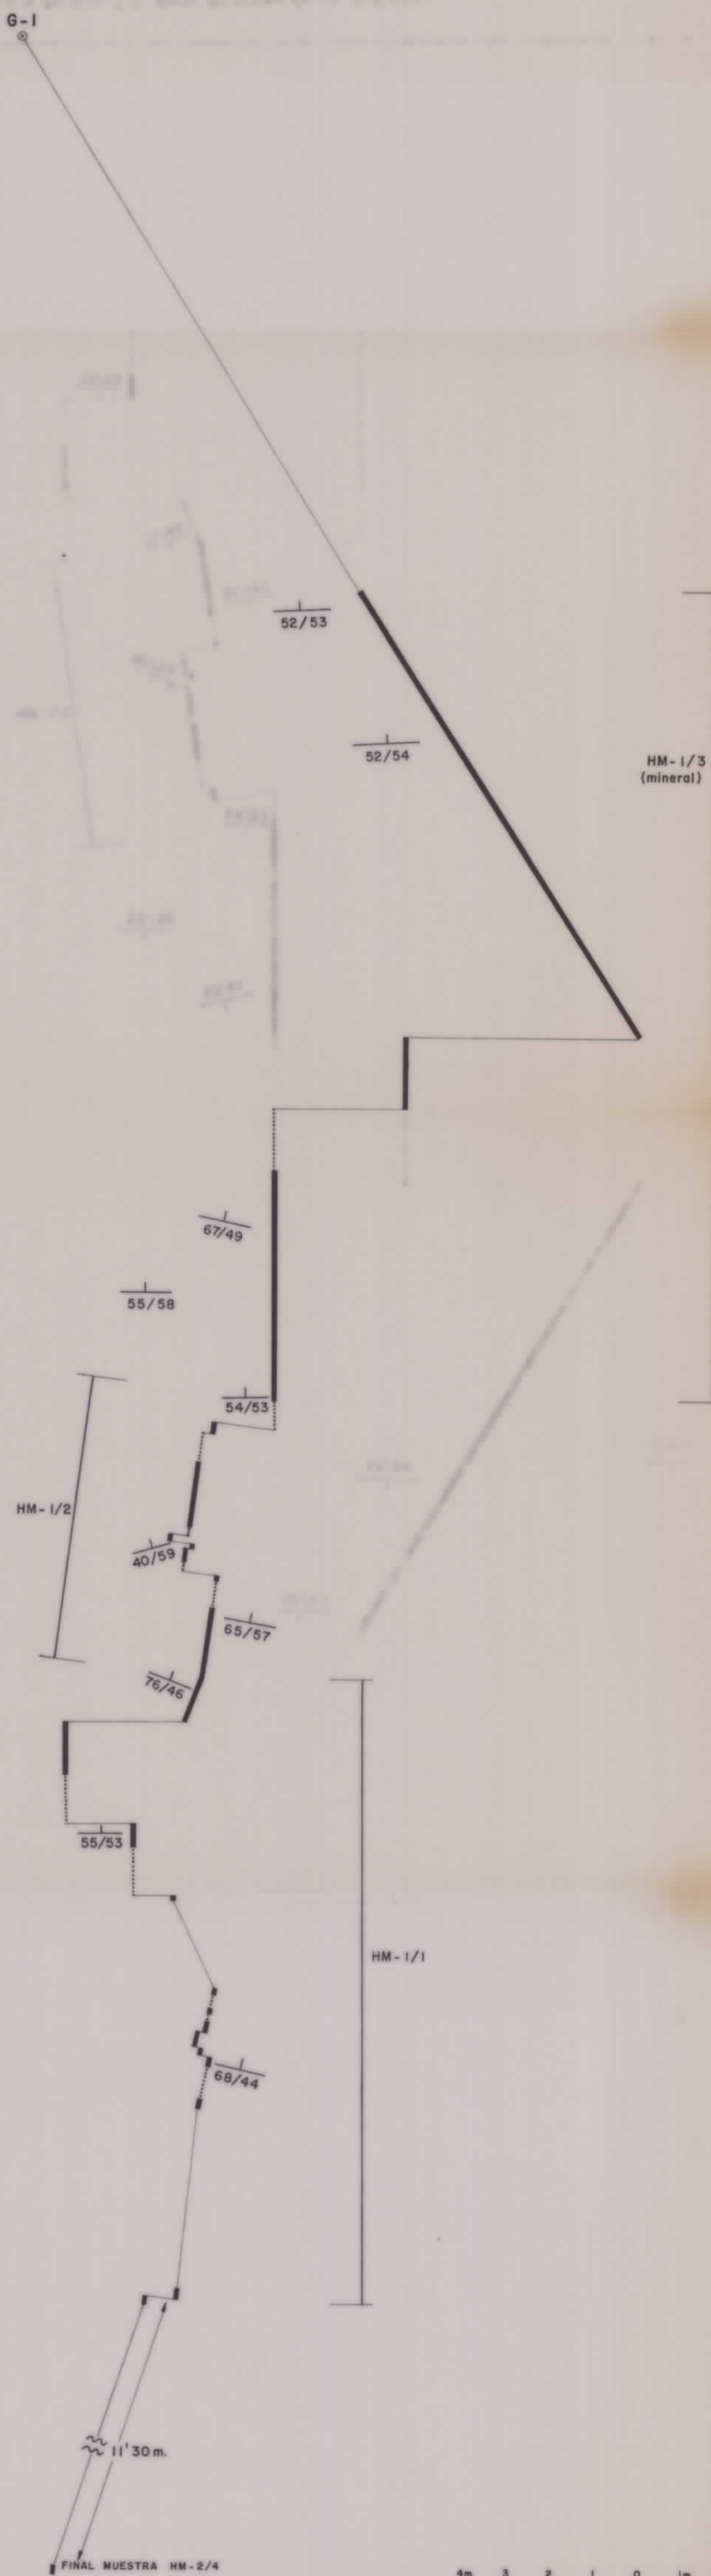 G-1
52/53
52/54
HM-1/3
(mineral)
67/49
55/58
54/53
HM-1/2
40/59
65/57
76/46
55/53
HM-1/1
68/44
11'30 m.
FINAL MUESTRA HM-2/4
4m. 3 2 1 0 1m